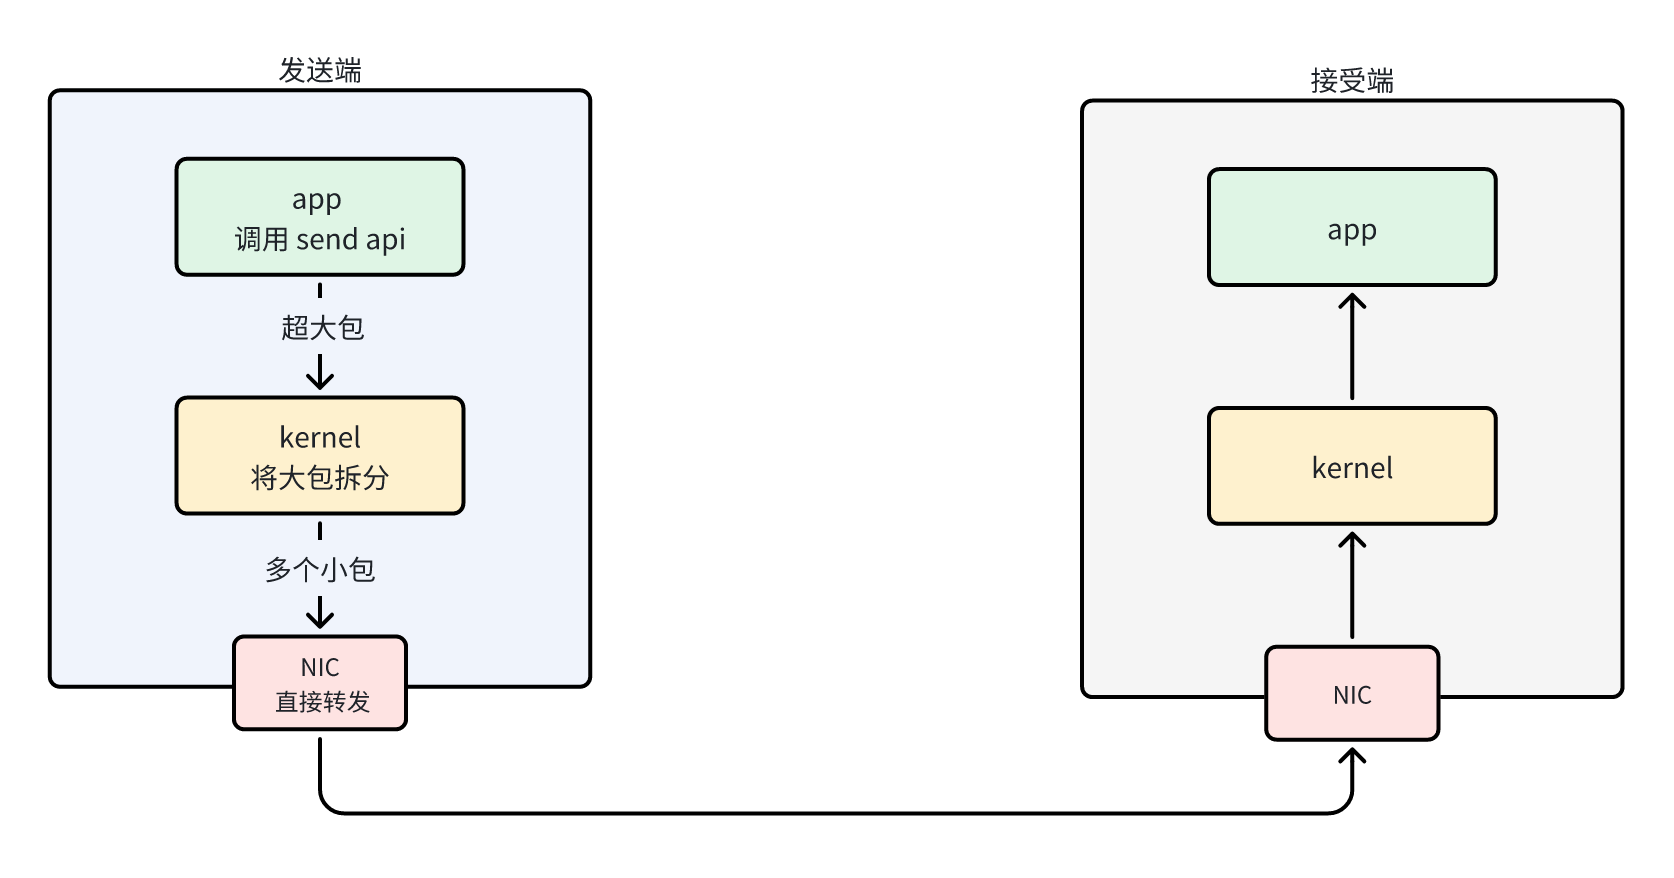 发送端
app
调用 send api
超大包
kernel
将大包拆分
多个小包
NIC
直接转发
接受端
app
kernel
NIC